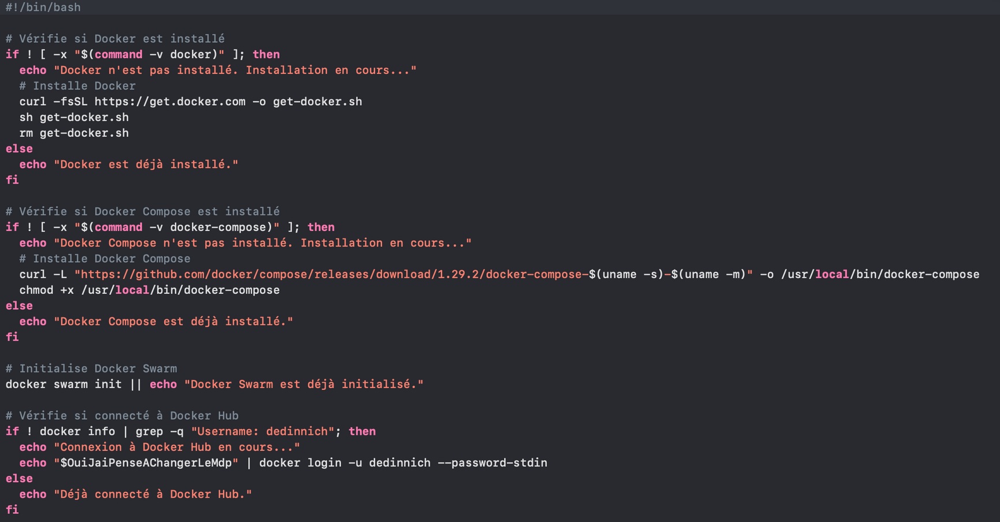 #!/bin/bash
# Vérifie si Docker est installé
if ! [ -x "$(command -v docker)" ]; then
  echo "Docker n'est pas installé. Installation en cours..."
  # Installe Docker
  curl -fsSL https://get.docker.com -o get-docker.sh
  sh get-docker.sh
  rm get-docker.sh
else
  echo "Docker est déjà installé."
fi
# Vérifie si Docker Compose est installé
if ! [ -x "$(command -v docker-compose)" ]; then
  echo "Docker Compose n'est pas installé. Installation en cours..."
  # Installe Docker Compose
  curl -L "https://github.com/docker/compose/releases/download/1.29.2/docker-compose-$(uname -s)-$(uname -m)" -o /usr/local/bin/docker-compose
  chmod +x /usr/local/bin/docker-compose
else
  echo "Docker Compose est déjà installé."
fi
# Initialise Docker Swarm
docker swarm init || echo "Docker Swarm est déjà initialisé."
# Vérifie si connecté à Docker Hub
if ! docker info | grep -q "Username: dedinnich"; then
  echo "Connexion à Docker Hub en cours..."
  echo "$OuiJaiPenseAChangerLeMdp" | docker login -u dedinnich --password-stdin
else
  echo "Déjà connecté à Docker Hub."
fi